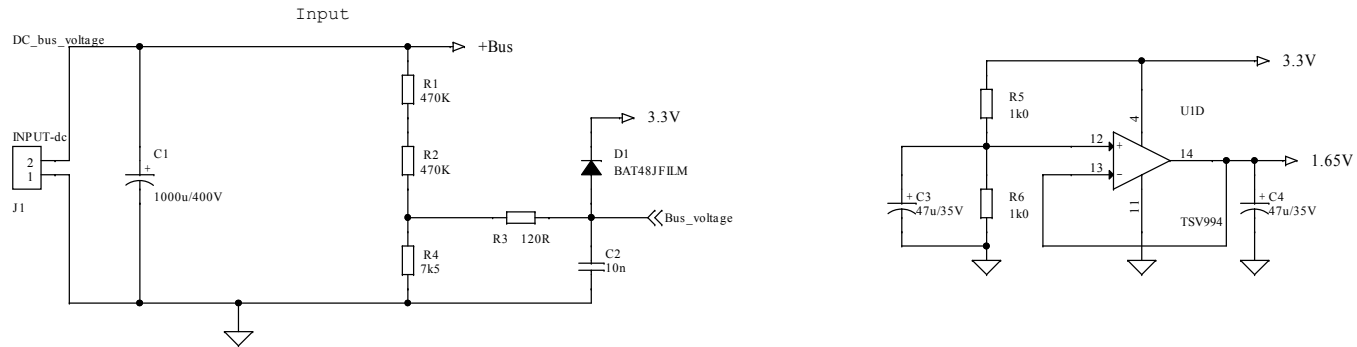 Input
DC_bus_voltage
+Bus
R1
470K
3.3V
INPUT-dc
2
1
J1
C1
+
1000u/400V
R2
470K
D1
BAT48JFILM
R3 120R
Bus_voltage
R4
7k5
C2
10n
3.3V
R5
1k0
4
U1D
12
+
13
-
14
1.65V
11
TSV994
+
C3
47u/35V
R6
1k0
+
C4
47u/35V